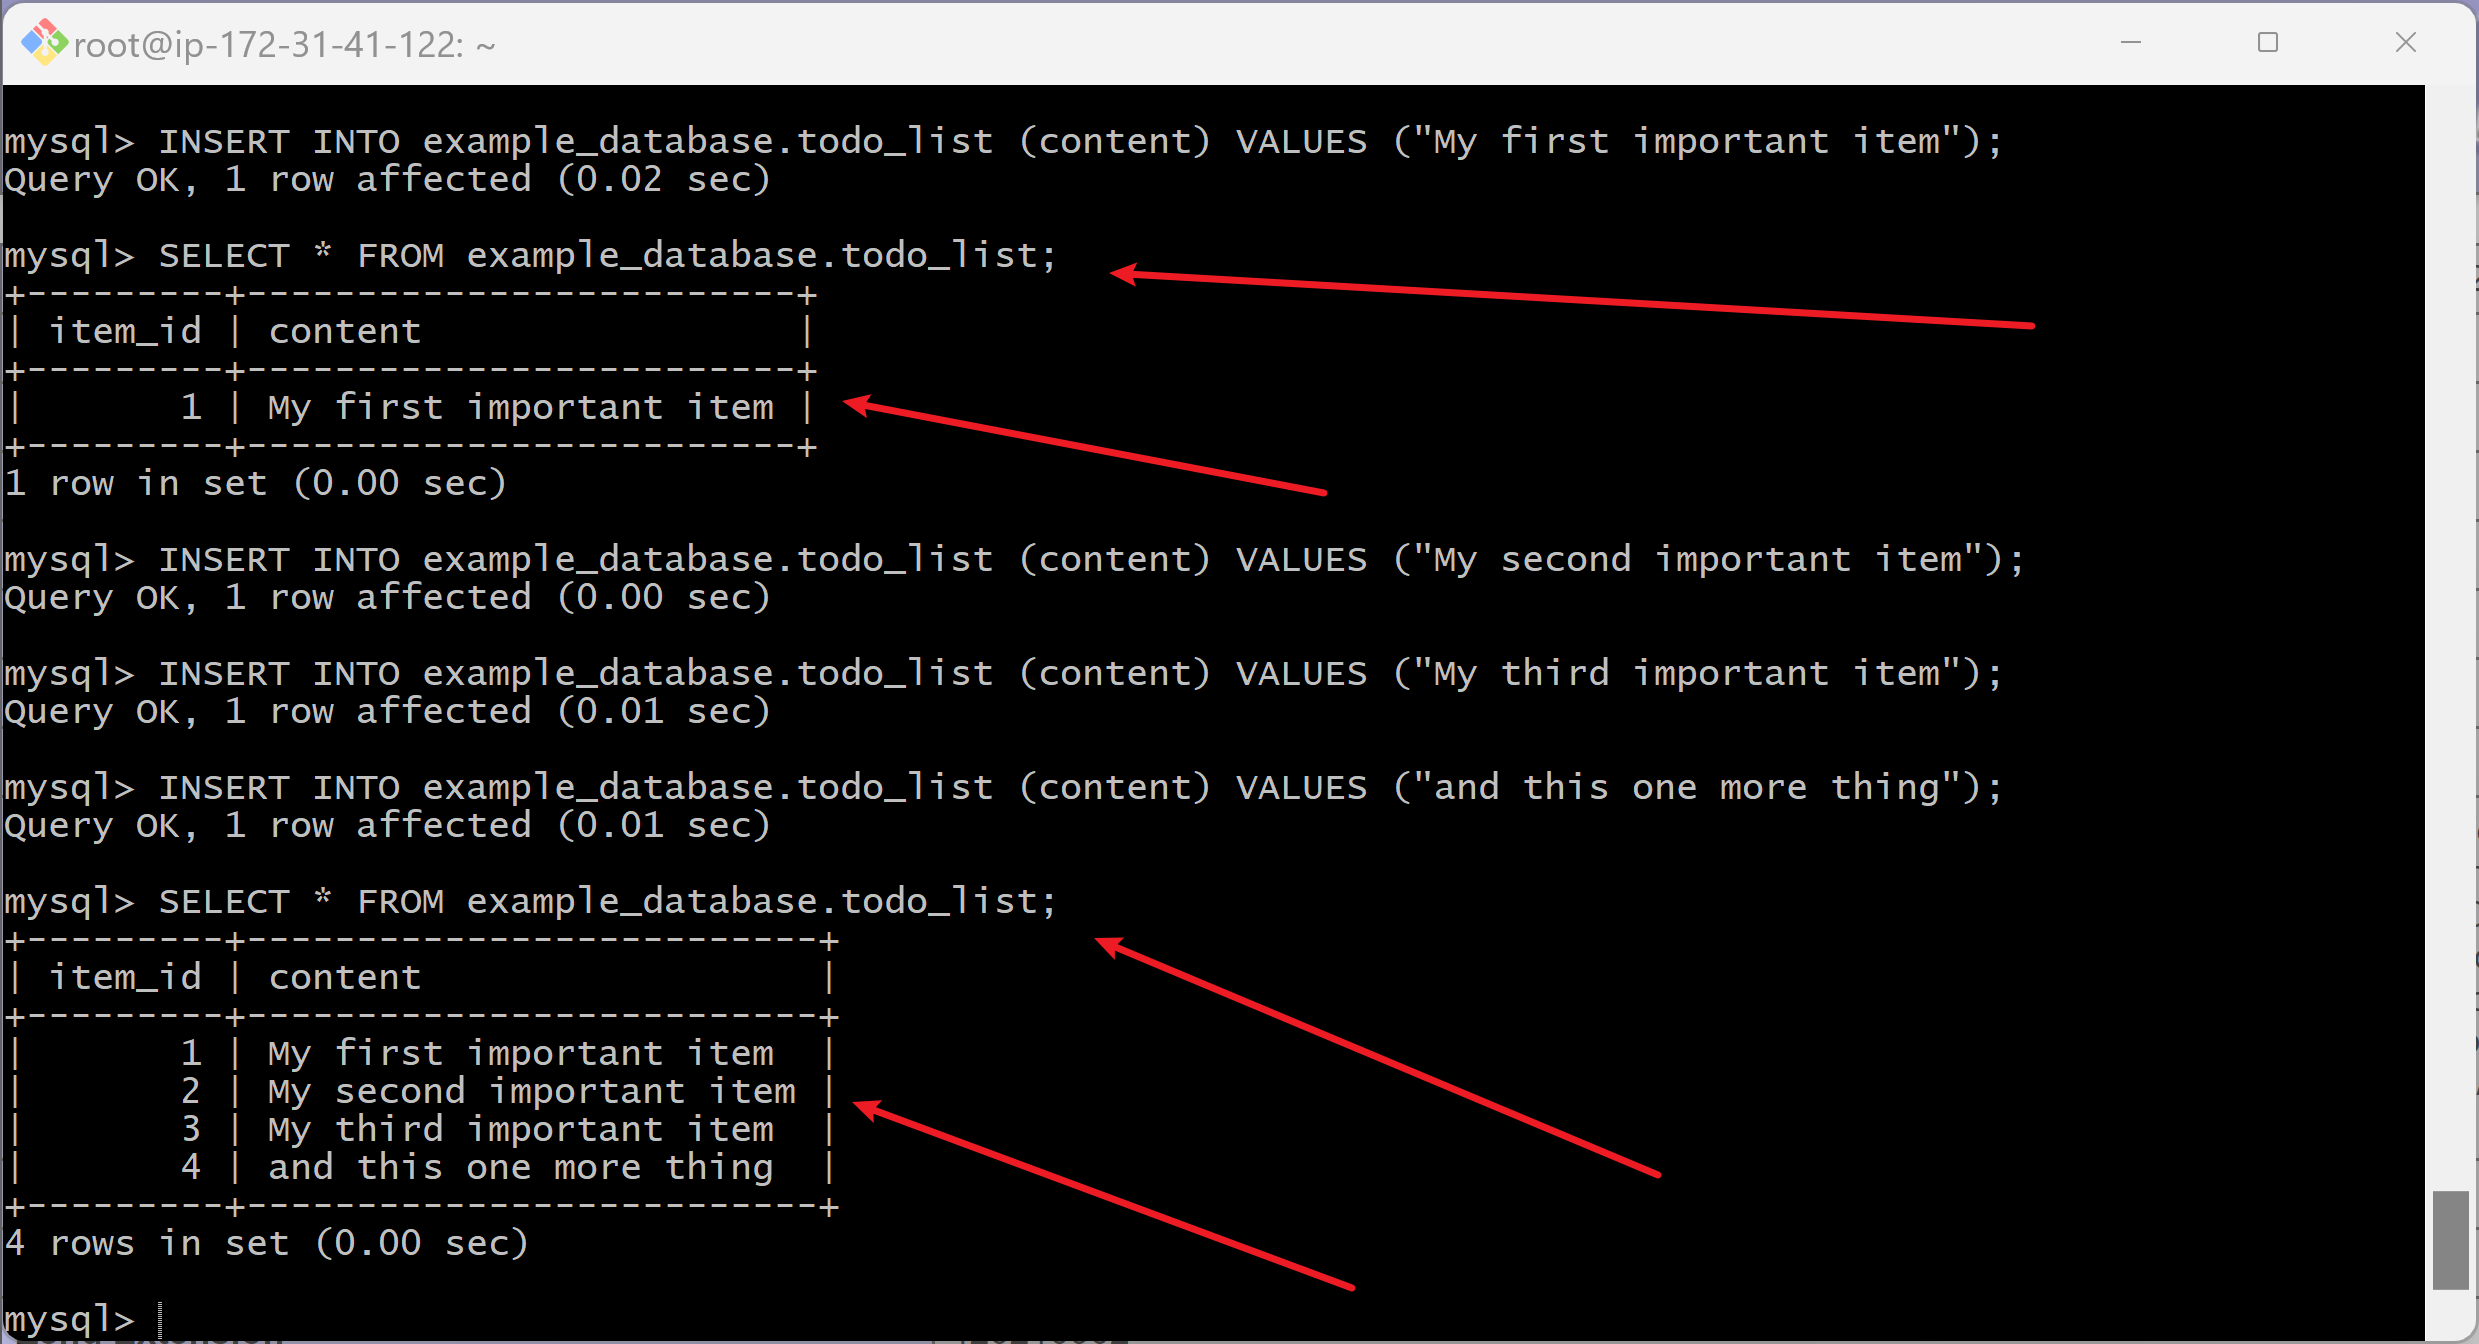 root@ip-172-31-41-122: ~
mysql> INSERT INTO example_database.todo_list (content) VALUES ("My first important item");
Query OK, 1 row affected (0.02 sec)
mysql> SELECT * FROM example_database.todo_list;
+---------+-------------------------+
| item_id | content                 |
+---------+-------------------------+
|       1 | My first important item |
+---------+-------------------------+
1 row in set (0.00 sec)
mysql> INSERT INTO example_database.todo_list (content) VALUES ("My second important item");
Query OK, 1 row affected (0.00 sec)
mysql> INSERT INTO example_database.todo_list (content) VALUES ("My third important item");
Query OK, 1 row affected (0.01 sec)
mysql> INSERT INTO example_database.todo_list (content) VALUES ("and this one more thing");
Query OK, 1 row affected (0.01 sec)
mysql> SELECT * FROM example_database.todo_list;
+---------+--------------------------+
| item_id | content                  |
+---------+--------------------------+
|       1 | My first important item  |
|       2 | My second important item |
|       3 | My third important item  |
|       4 | and this one more thing  |
+---------+--------------------------+
4 rows in set (0.00 sec)
mysql>